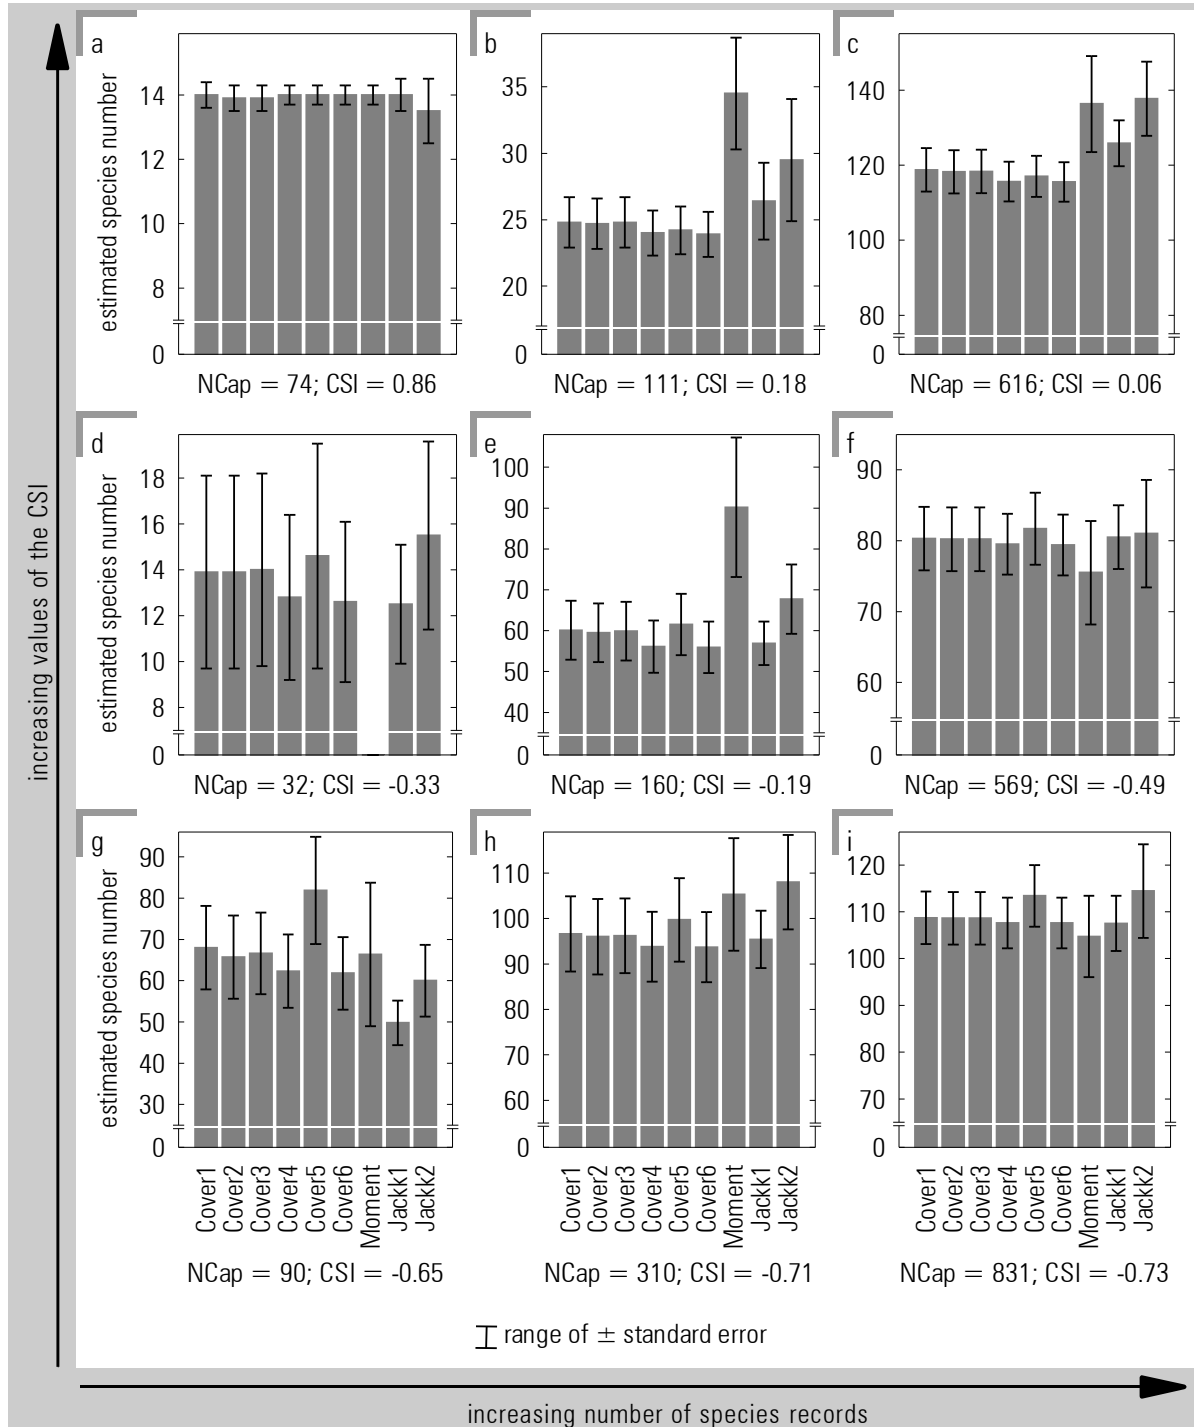 increasing values of the CSI
a
estimated species number
14
12
10
8
0
NCap = 74; CSI = 0.86
b
35
30
25
20
0
NCap = 111; CSI = 0.18
c
140
120
100
80
0
NCap = 616; CSI = 0.06
d
estimated species number
18
16
14
12
10
8
0
NCap = 32; CSI = -0.33
e
100
90
80
70
60
50
40
0
NCap = 160; CSI = -0.19
f
90
80
70
60
0
NCap = 569; CSI = -0.49
g
estimated species number
90
80
70
60
50
40
30
0
Cover1
Cover2
Cover3
Cover4
Cover5
Cover6
Moment
Jackk1
Jackk2
NCap = 90; CSI = -0.65
h
110
100
90
80
70
60
0
Cover1
Cover2
Cover3
Cover4
Cover5
Cover6
Moment
Jackk1
Jackk2
NCap = 310; CSI = -0.71
i
120
110
100
90
80
70
0
Cover1
Cover2
Cover3
Cover4
Cover5
Cover6
Moment
Jackk1
Jackk2
NCap = 831; CSI = -0.73
range of ± standard error
increasing number of species records